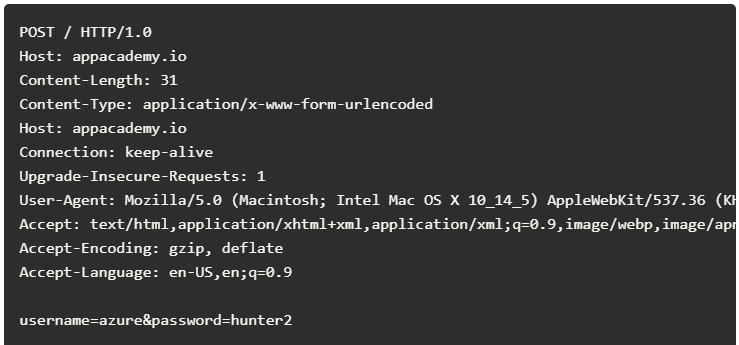 POST / HTTP/1.0
Host: appacademy.io
Content-Length: 31
Content-Type: application/x-www-form-urlencoded
Host: appacademy.io
Connection: keep-alive
Upgrade-Insecure-Requests: 1
User-Agent: Mozilla/5.0 (Macintosh; Intel Mac OS X 10_14_5) AppleWebKit/537.36 (KH
Accept: text/html,application/xhtml+xml,application/xml;q=0.9,image/webp,image/apn
Accept-Encoding: gzip, deflate
Accept-Language: en-US,en;q=0.9
username=azure&password=hunter2